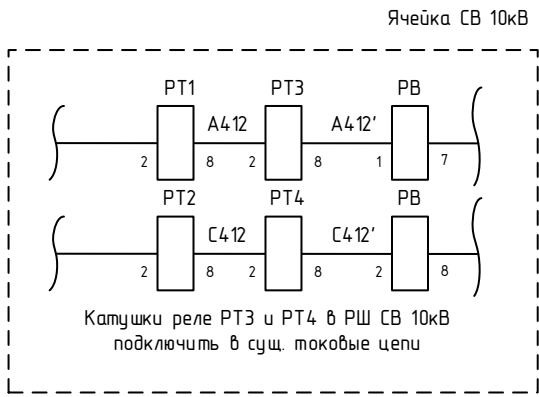 Ячейка СВ 10кВ
РТ1 РТ3 РВ
А412 А412'
2 8 2 8 1 7
РТ2 РТ4 РВ
С412 С412'
2 8 2 8 2 8
Катушки реле РТ3 и РТ4 в РШ СВ 10кВ
подключить в сущ. токовые цепи